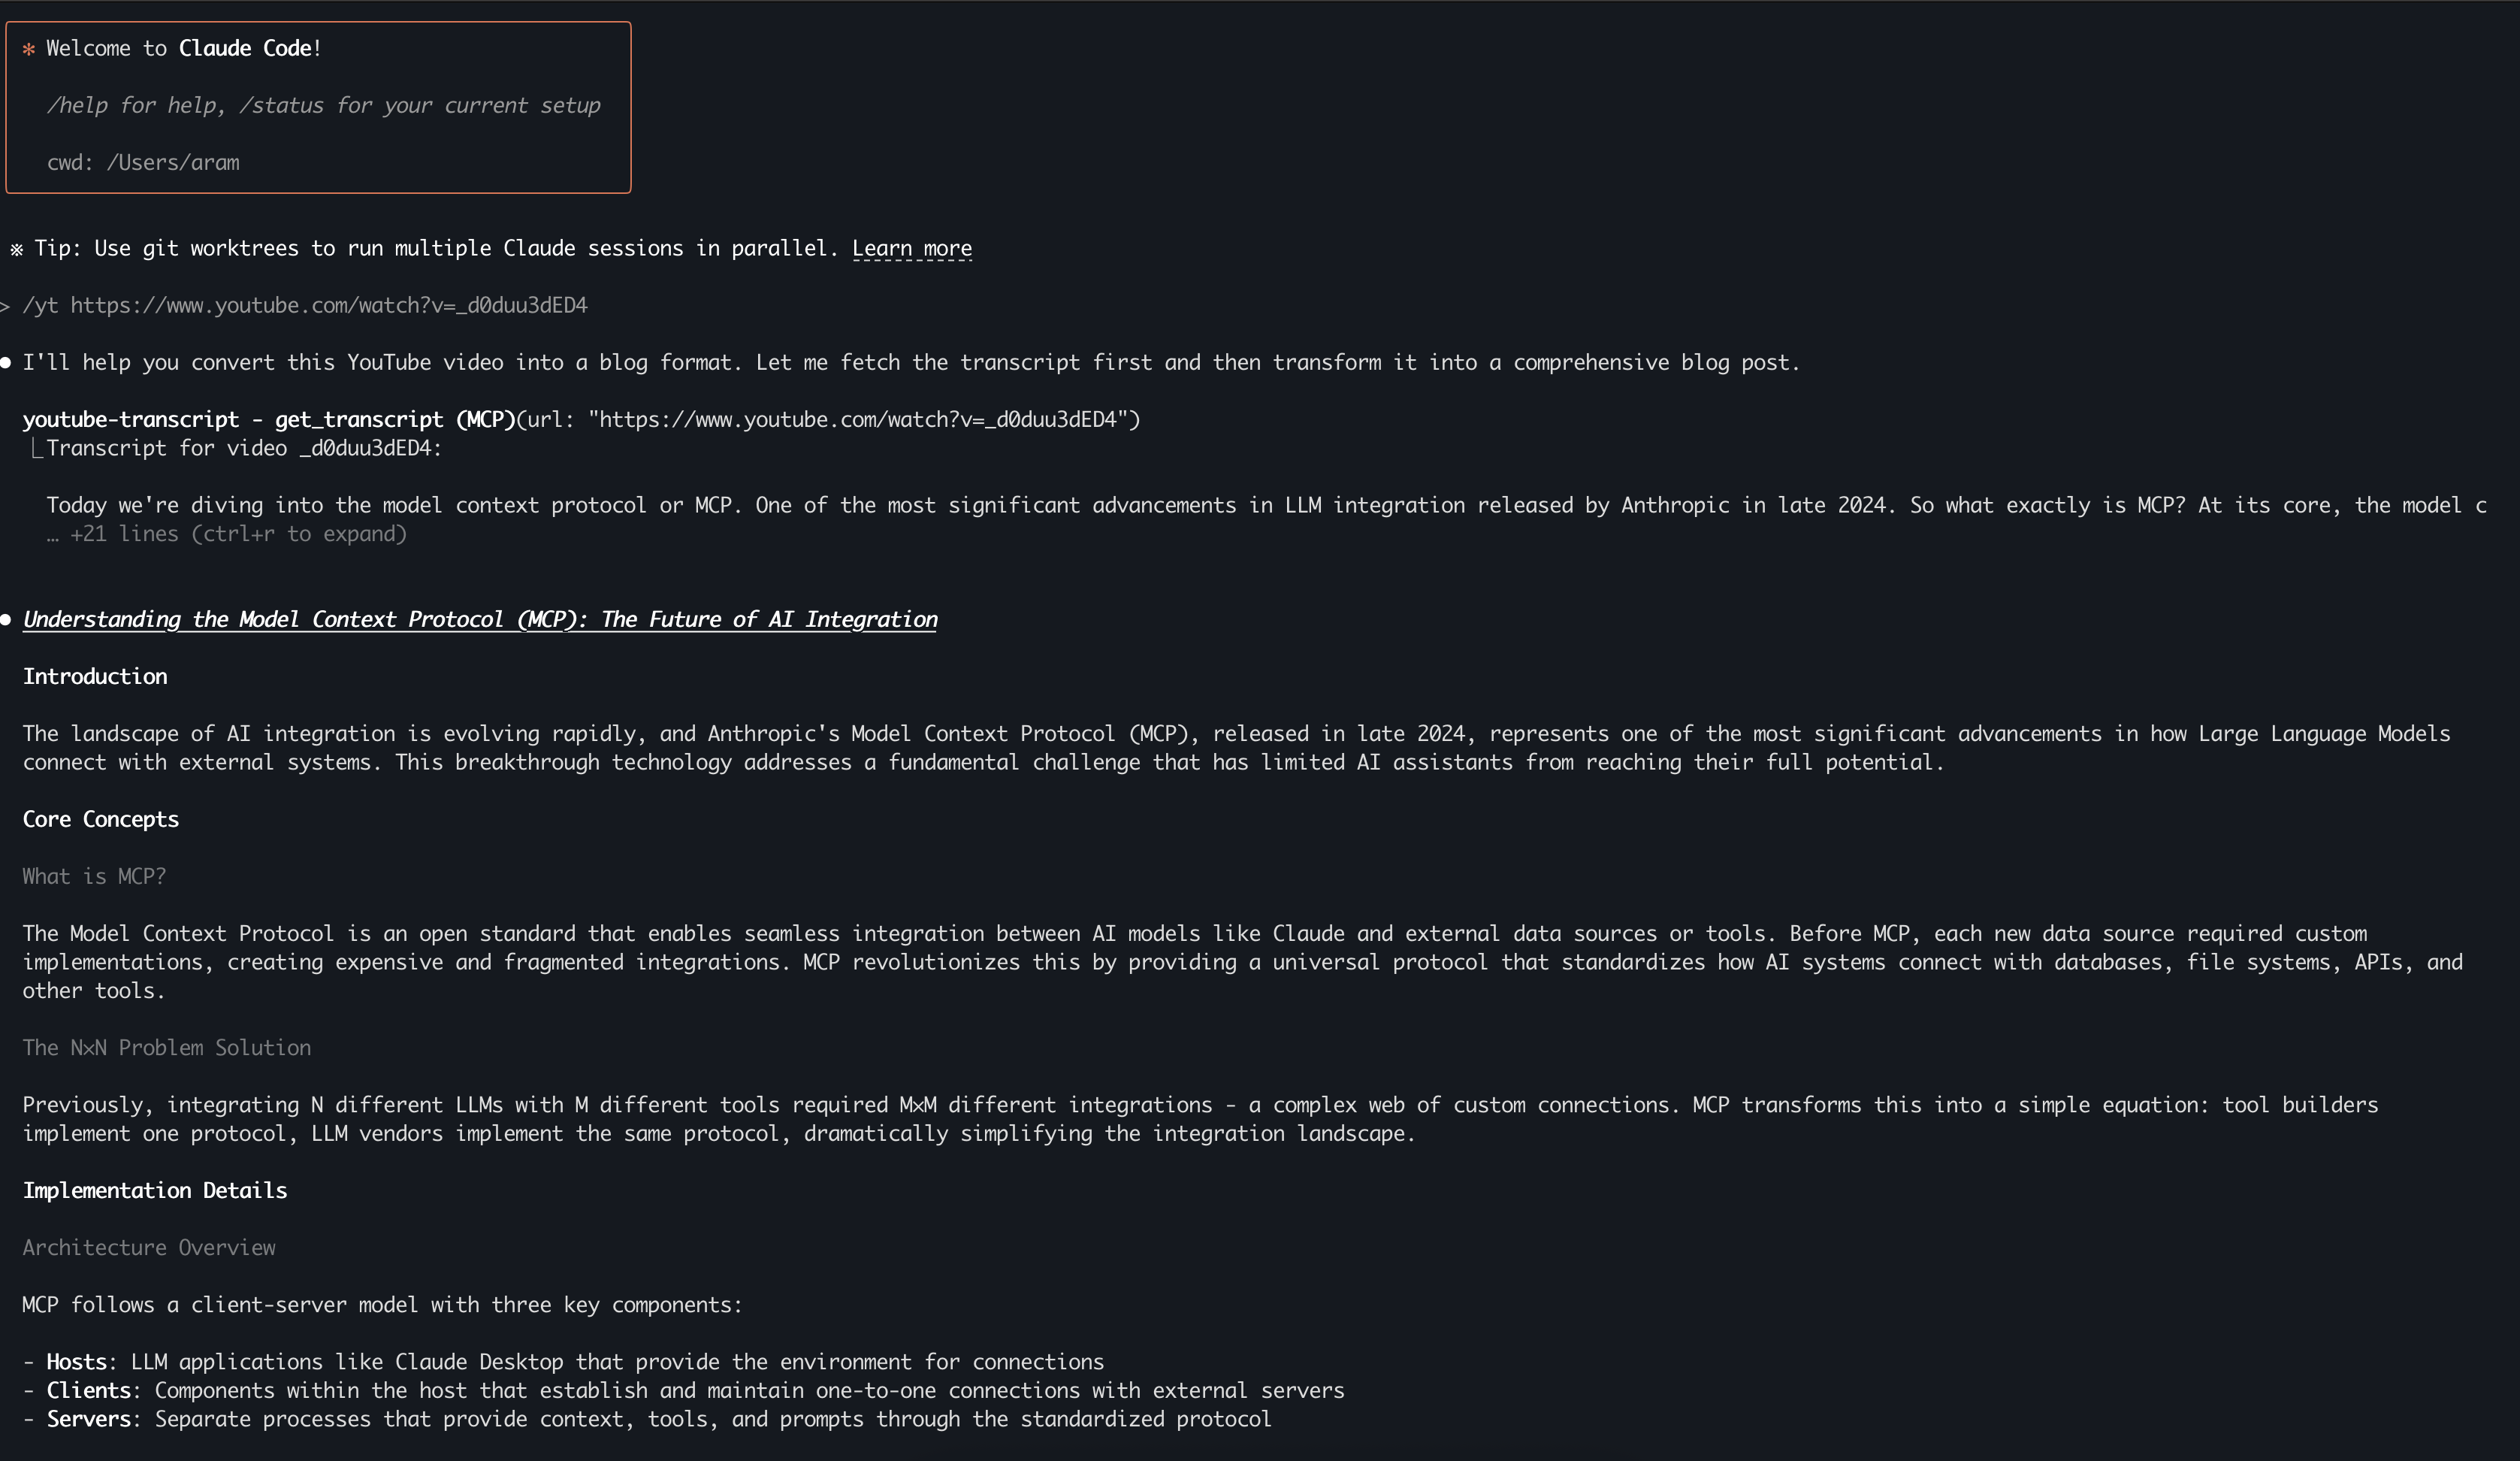 ✻ Welcome to Claude Code!
/help for help, /status for your current setup
cwd: /Users/aram
※ Tip: Use git worktrees to run multiple Claude sessions in parallel. Learn more
> /yt https://www.youtube.com/watch?v=_d0duu3dED4
● I'll help you convert this YouTube video into a blog format. Let me fetch the transcript first and then transform it into a comprehensive blog post.
youtube-transcript - get_transcript (MCP)(url: "https://www.youtube.com/watch?v=_d0duu3dED4")
⎿ Transcript for video _d0duu3dED4:
Today we're diving into the model context protocol or MCP. One of the most significant advancements in LLM integration released by Anthropic in late 2024. So what exactly is MCP? At its core, the model c
… +21 lines (ctrl+r to expand)
● Understanding the Model Context Protocol (MCP): The Future of AI Integration
Introduction
The landscape of AI integration is evolving rapidly, and Anthropic's Model Context Protocol (MCP), released in late 2024, represents one of the most significant advancements in how Large Language Models
connect with external systems. This breakthrough technology addresses a fundamental challenge that has limited AI assistants from reaching their full potential.
Core Concepts
What is MCP?
The Model Context Protocol is an open standard that enables seamless integration between AI models like Claude and external data sources or tools. Before MCP, each new data source required custom
implementations, creating expensive and fragmented integrations. MCP revolutionizes this by providing a universal protocol that standardizes how AI systems connect with databases, file systems, APIs, and
other tools.
The N×N Problem Solution
Previously, integrating N different LLMs with M different tools required M×M different integrations - a complex web of custom connections. MCP transforms this into a simple equation: tool builders
implement one protocol, LLM vendors implement the same protocol, dramatically simplifying the integration landscape.
Implementation Details
Architecture Overview
MCP follows a client-server model with three key components:
- Hosts: LLM applications like Claude Desktop that provide the environment for connections
- Clients: Components within the host that establish and maintain one-to-one connections with external servers
- Servers: Separate processes that provide context, tools, and prompts through the standardized protocol